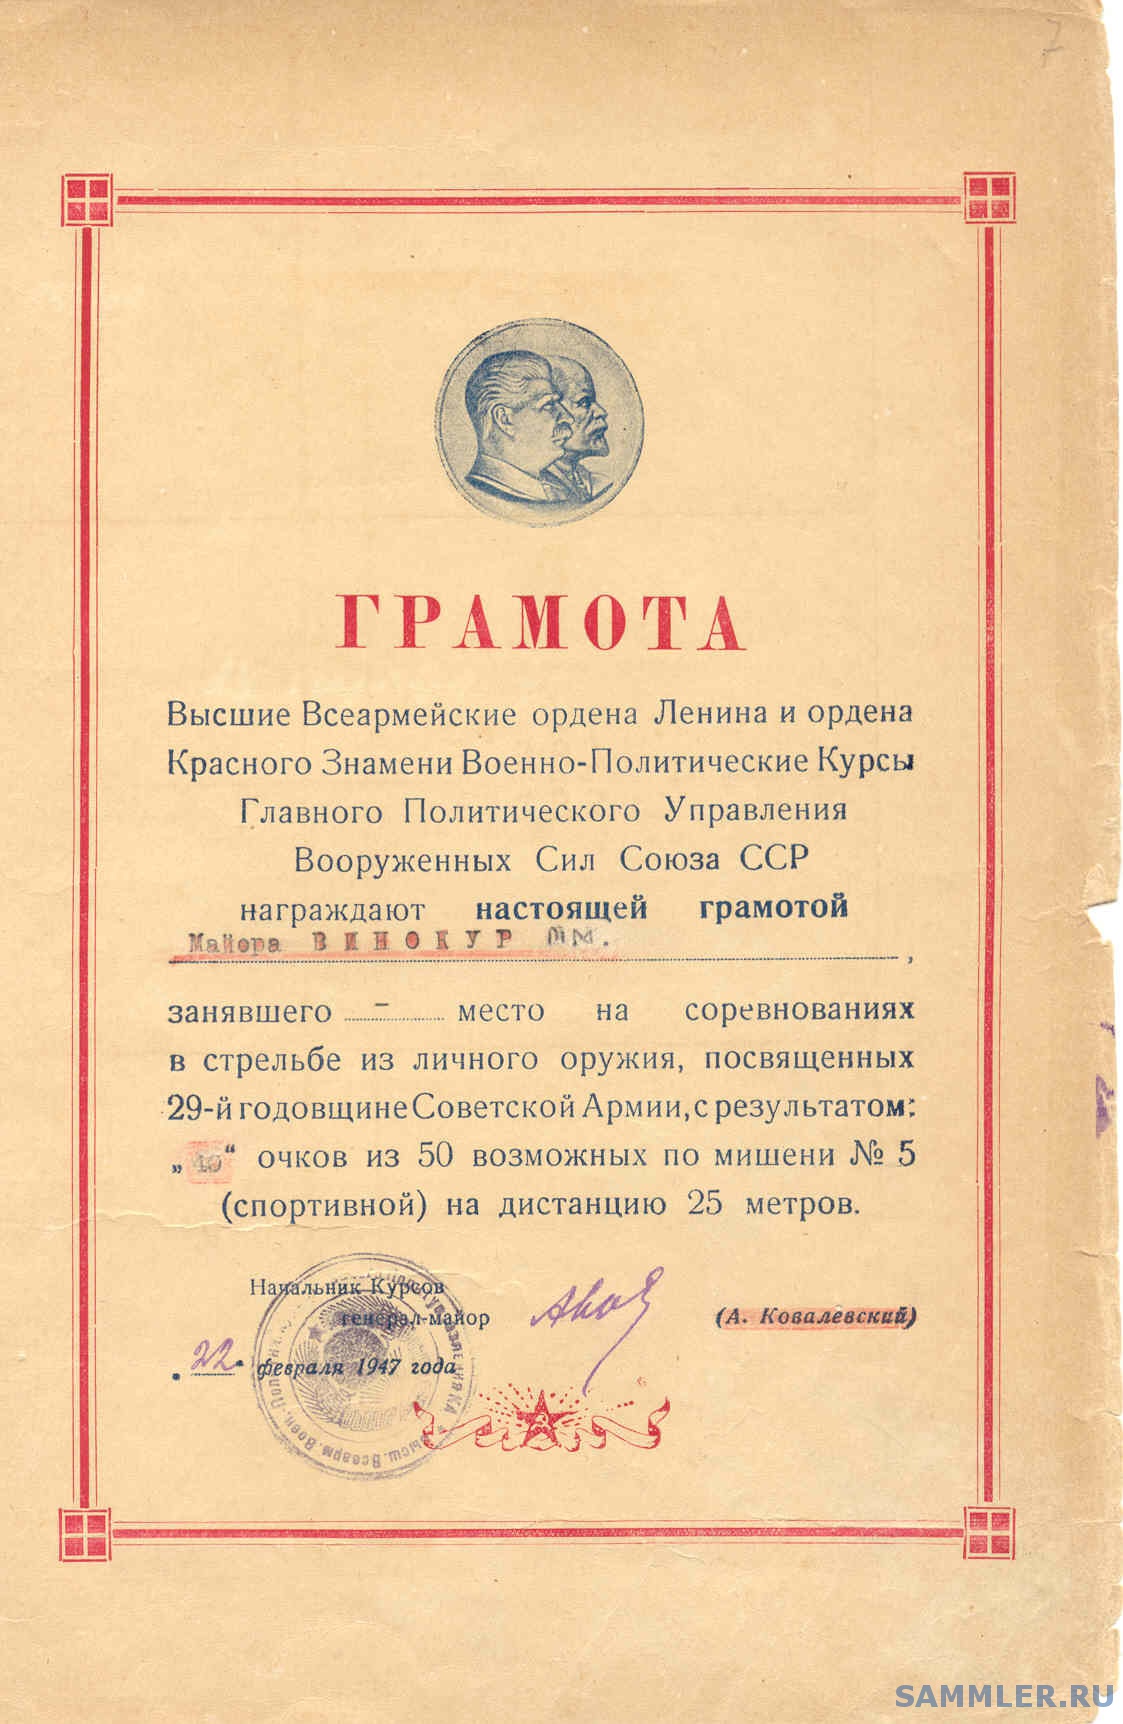 7
ГРАМОТА
Высшие Всеармейские ордена Ленина и ордена
Красного Знамени Военно-Политические Курсы
Главного Политического Управления
Вооруженных Сил Союза ССР
награждают настоящей грамотой
Майора ВИНОКУР
,
занявшего – место на соревнованиях
в стрельбе из личного оружия, посвященных
29-й годовщине Советской Армии, с результатом:
„ “ очков из 50 возможных по мишени № 5
(спортивной) на дистанцию 25 метров.
Начальник Курсов
генерал-майор
(А. Ковалевский)
„22“ февраля 1947 года
SAMMLER.RU